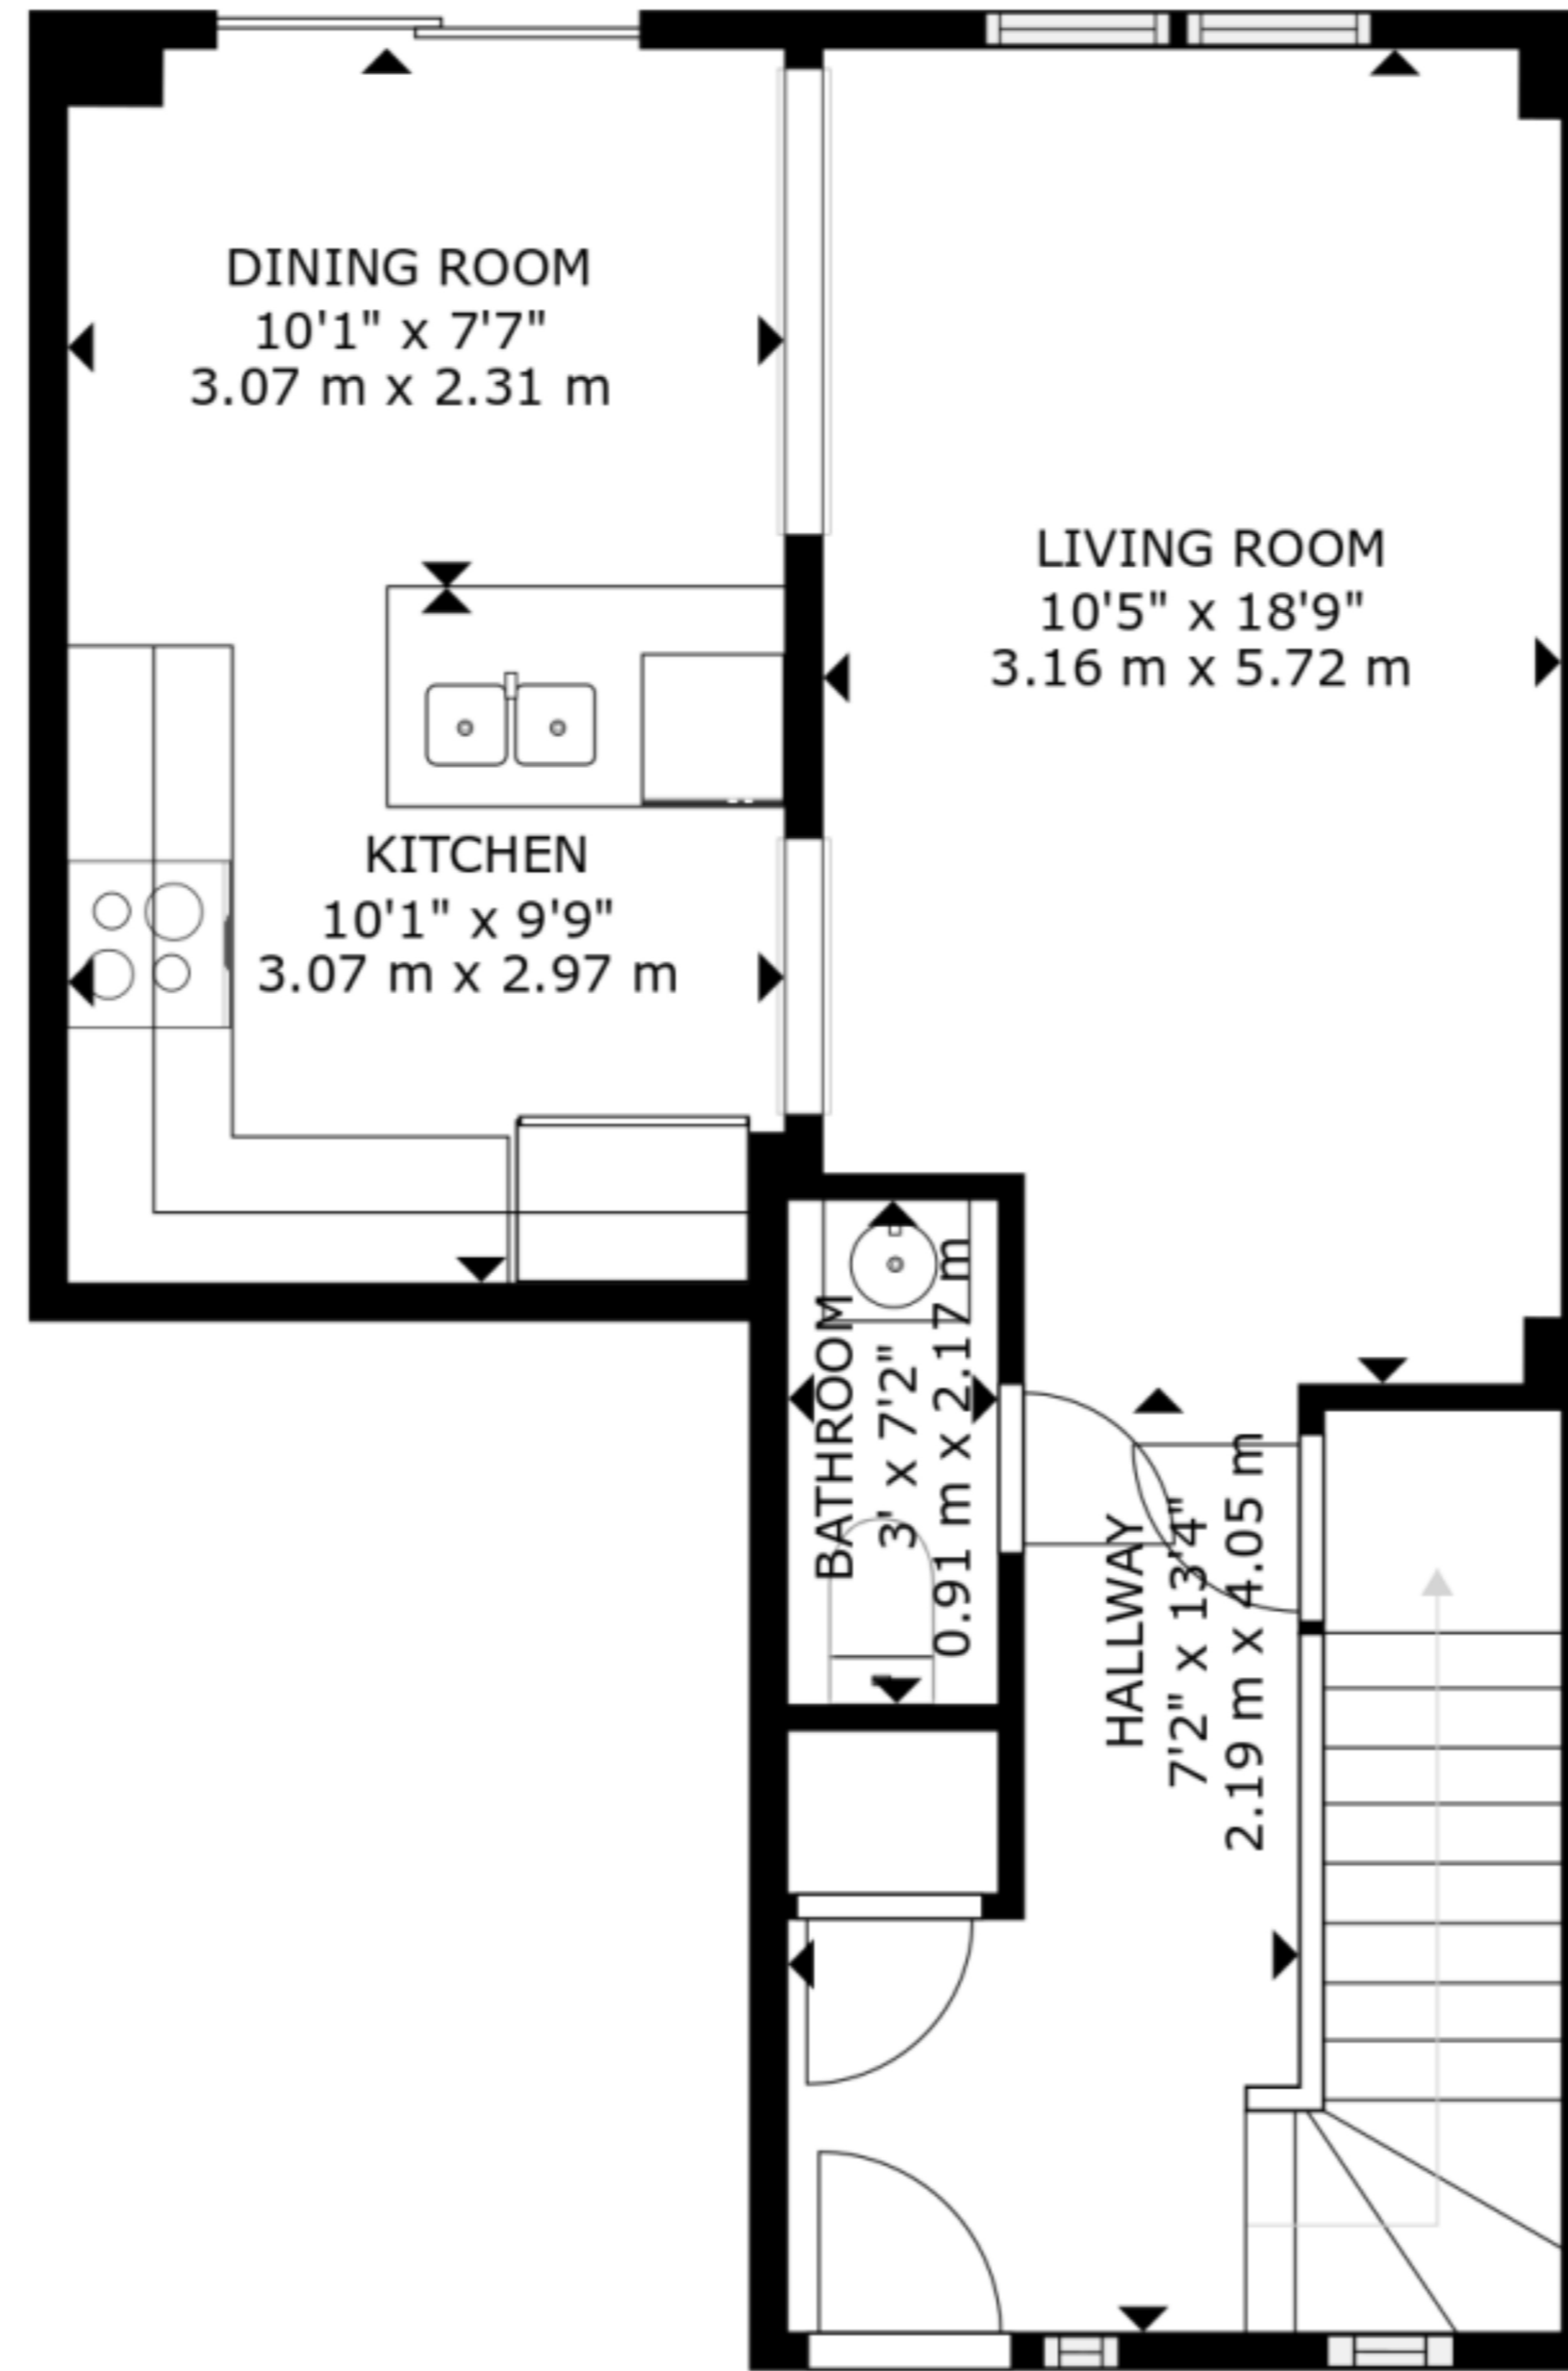 DINING ROOM
10'1" x 7'7"
3.07 m x 2.31 m
LIVING ROOM
10'5" x 18'9"
3.16 m x 5.72 m
KITCHEN
10'1" x 9'9"
3.07 m x 2.97 m
BATHROOM
3' x 7'2"
0.91 m x 2.17 m
HALLWAY
7'2" x 13'4"
2.19 m x 4.05 m